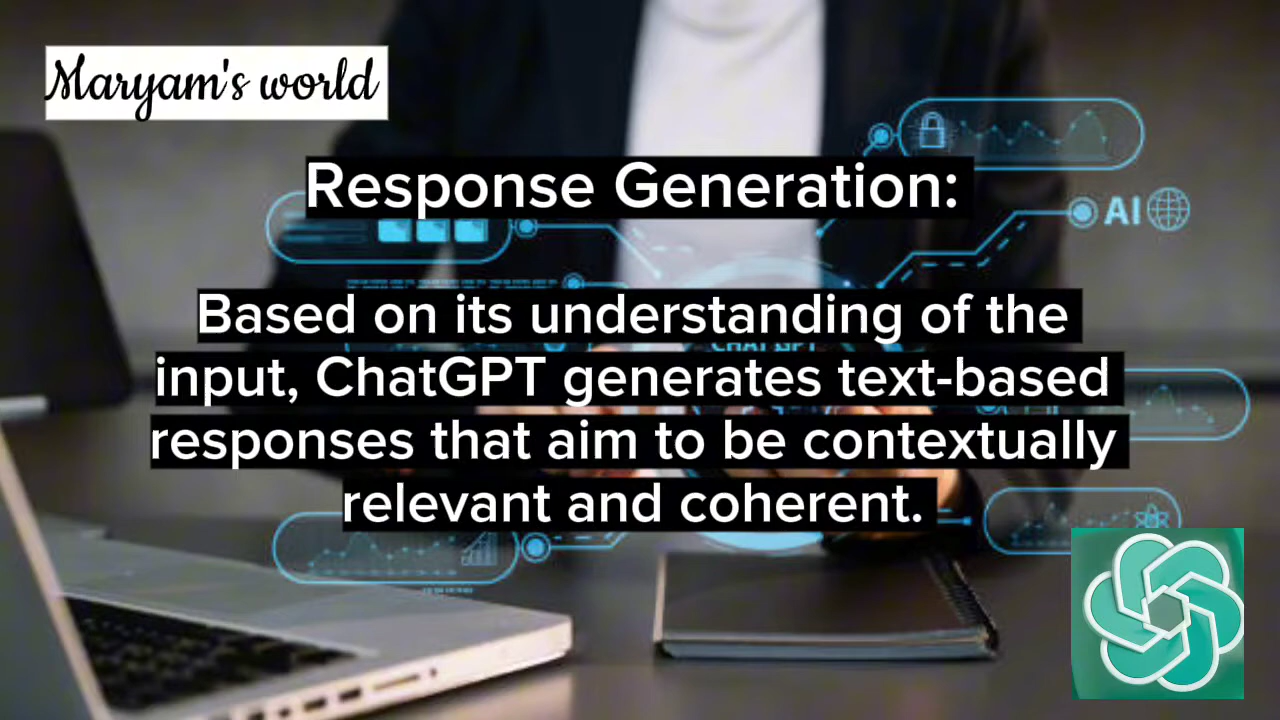 Maryam's world
Response Generation:
AI
Based on its understanding of the
input, ChatGPT generates text-based
responses that aim to be contextually
relevant and coherent.